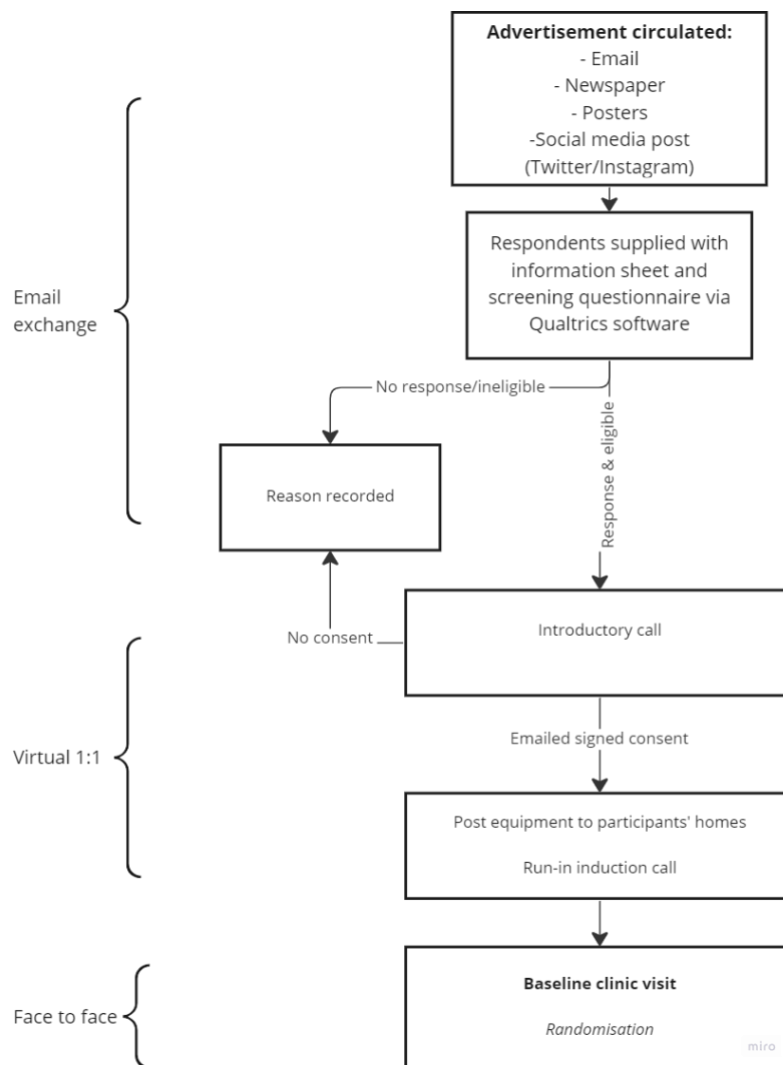 Advertisement circulated:
- Email
- Newspaper
- Posters
-Social media post
(Twitter/Instagram)
Respondents supplied with
information sheet and
screening questionnaire via
Qualtrics software
Email
exchange
No response/ineligible
Response & eligible
Reason recorded
Introductory call
No consent
Emailed signed consent
Virtual 1:1
Post equipment to participants' homes
Run-in induction call
Baseline clinic visit
Face to face
Randomisation
miro